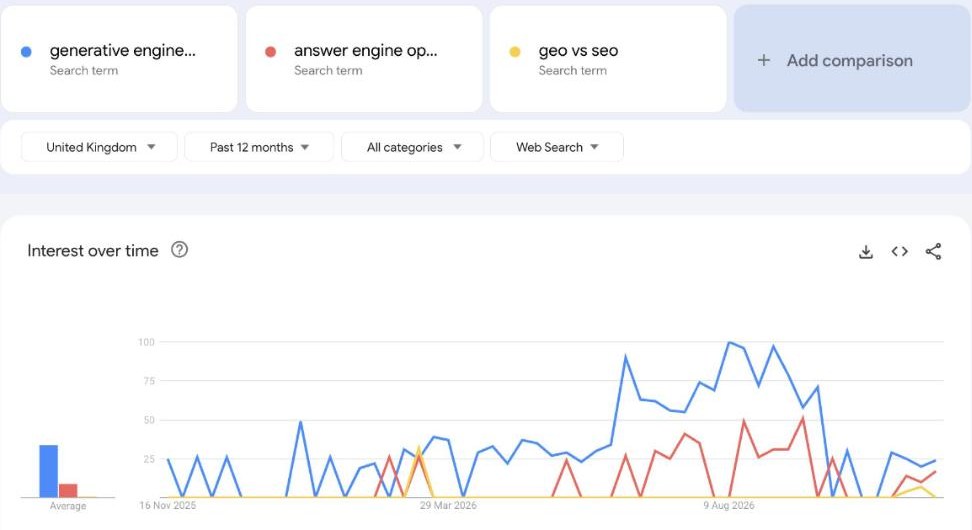 generative engine...
Search term
answer engine op...
Search term
geo vs seo
Search term
+ Add comparison
United Kingdom
Past 12 months
All categories
Web Search
Interest over time
?
100
75
50
25
Average
16 Nov 2025
29 Mar 2026
9 Aug 2026